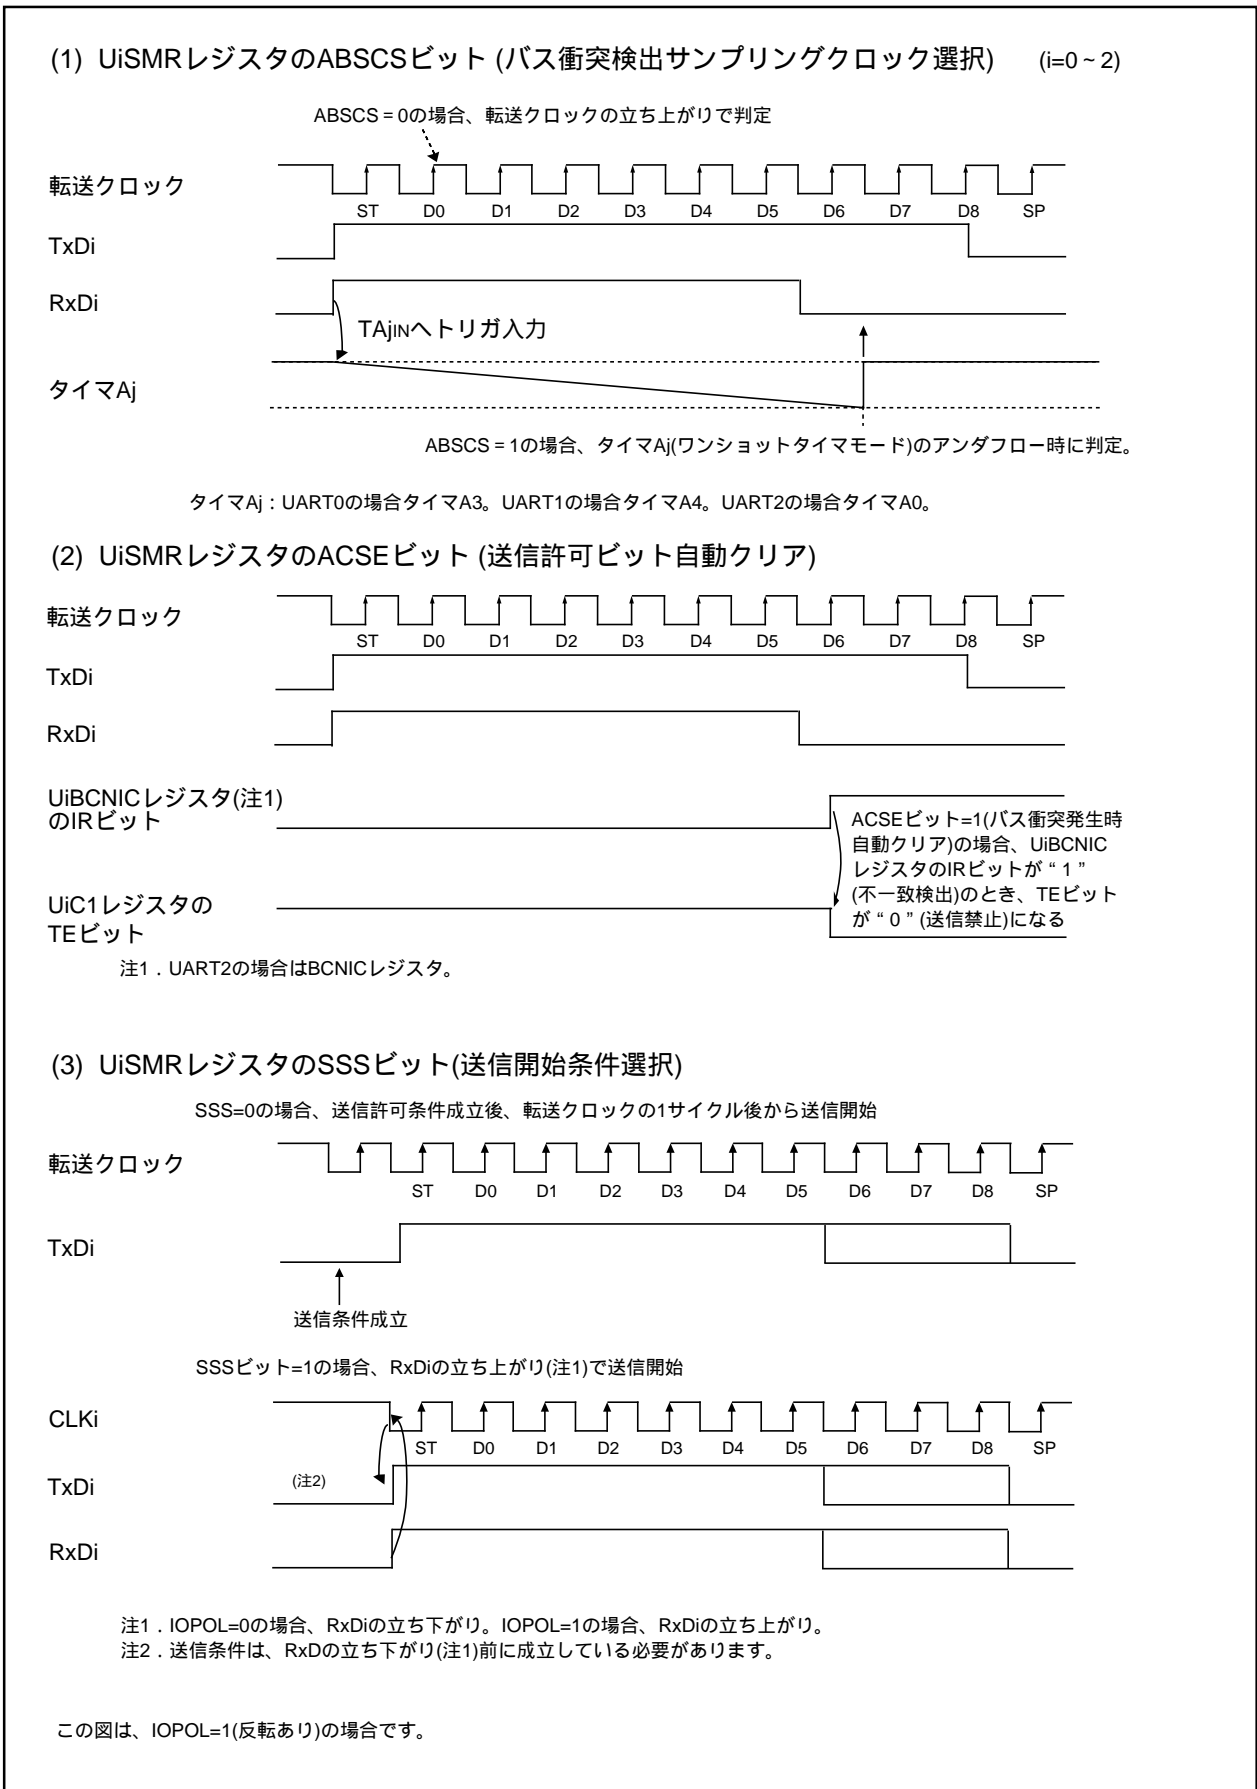 (1) UiSMRレジスタのABSCSビット (バス衝突検出サンプリングクロック選択) (i=0～2)
ABSCS=0の場合、転送クロックの立ち上がりで判定
転送クロック
ST D0 D1 D2 D3 D4 D5 D6 D7 D8 SP
TxDi
RxDi
TAjINへトリガ入力
タイマAj
ABSCS=1の場合、タイマAj(ワンショットタイマモード)のアンダフロー時に判定。
タイマAj：UART0の場合タイマA3。UART1の場合タイマA4。UART2の場合タイマA0。
(2) UiSMRレジスタのACSEビット (送信許可ビット自動クリア)
転送クロック
ST D0 D1 D2 D3 D4 D5 D6 D7 D8 SP
TxDi
RxDi
UiBCNICレジスタ(注1)
のIRビット
ACSEビット=1(バス衝突発生時
自動クリア)の場合、UiBCNIC
レジスタのIRビットが“1”
(不一致検出)のとき、TEビット
が“0”(送信禁止)になる
UiC1レジスタの
TEビット
注1．UART2の場合はBCNICレジスタ。
(3) UiSMRレジスタのSSSビット(送信開始条件選択)
SSS=0の場合、送信許可条件成立後、転送クロックの1サイクル後から送信開始
転送クロック
ST D0 D1 D2 D3 D4 D5 D6 D7 D8 SP
TxDi
送信条件成立
SSSビット=1の場合、RxDiの立ち上がり(注1)で送信開始
CLKi
ST D0 D1 D2 D3 D4 D5 D6 D7 D8 SP
TxDi
(注2)
RxDi
注1．IOPOL=0の場合、RxDiの立ち下がり。IOPOL=1の場合、RxDiの立ち上がり。
注2．送信条件は、RxDの立ち下がり(注1)前に成立している必要があります。
この図は、IOPOL=1(反転あり)の場合です。